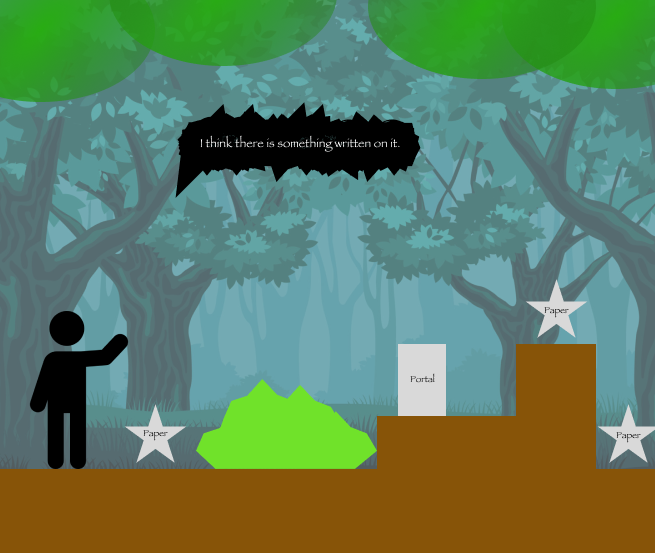 I think there is something written on it.
Paper
Portal
Paper
Paper